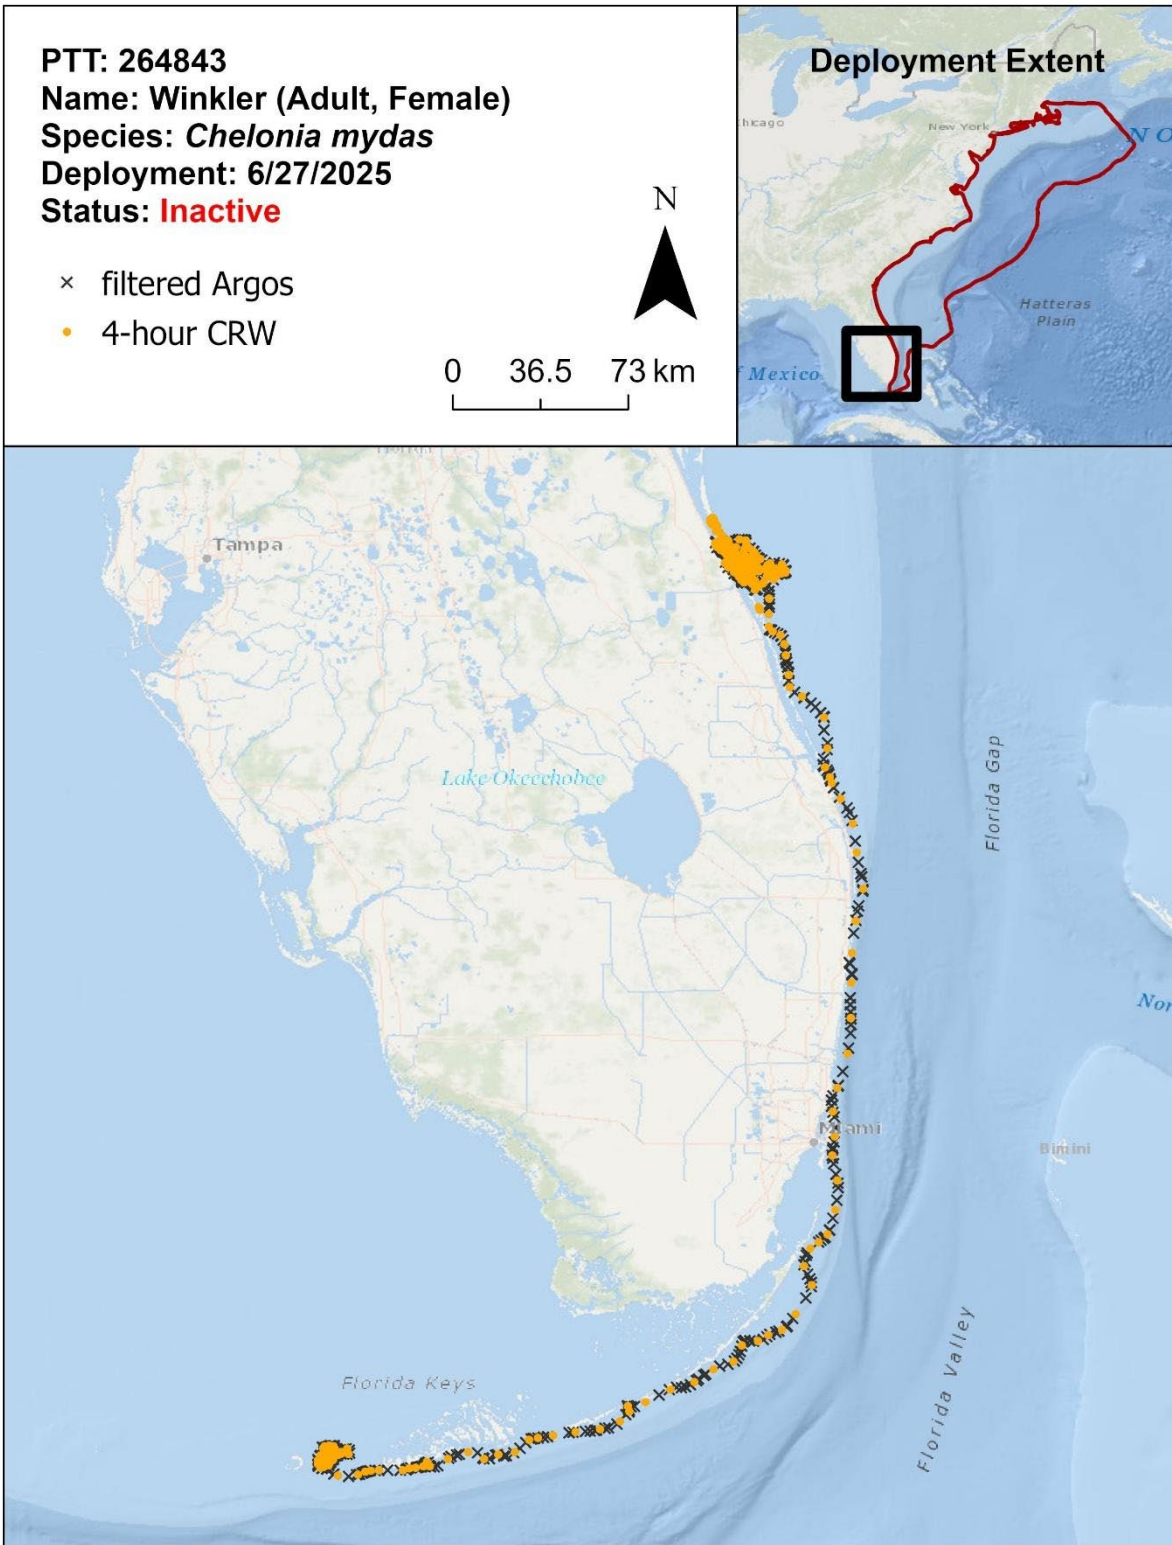 PTT: 264843
Name: Winkler (Adult, Female)
Species: Chelonia mydas
Deployment: 6/27/2025
Status: Inactive
× filtered Argos
• 4-hour CRW
N
0 36.5 73 km
Deployment Extent
hicago
New York
N O
Hatteras
Plain
f Mexico
Tampa
Lake Okeechobee
Florida Gap
Nor
Miami
Bimini
Florida Valley
Florida Keys